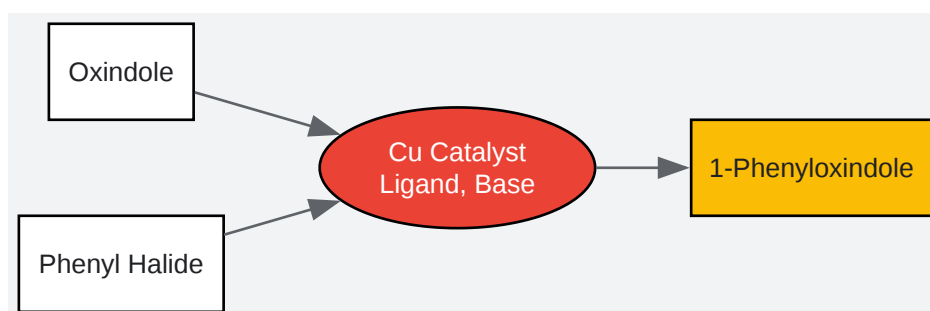 Oxindole
Phenyl Halide
Cu Catalyst
Ligand, Base
1-Phenyloxindole